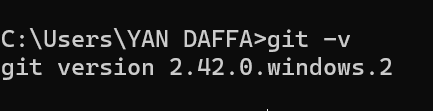 C:\Users\YAN DAFFA>git -v
git version 2.42.0.windows.2